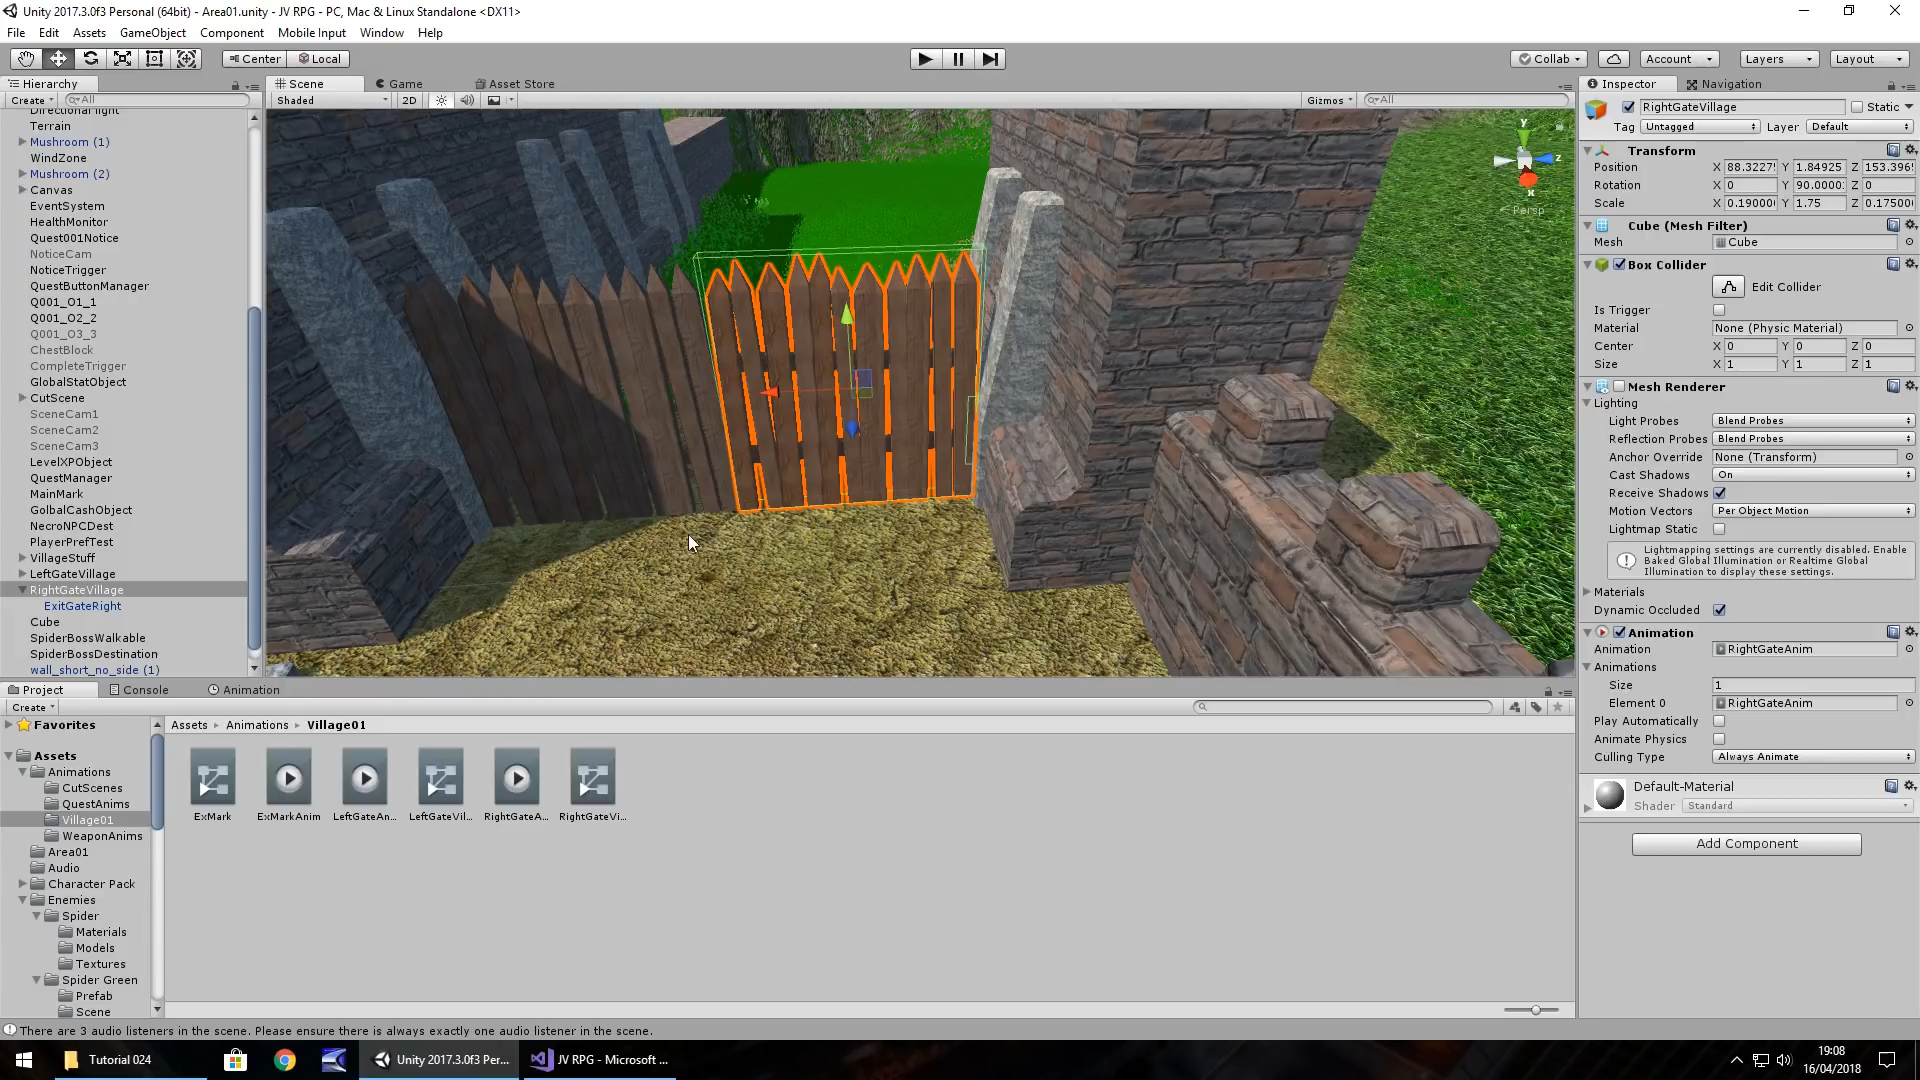 Unity 2017.3.0f3 Personal (64bit) - Area01.unity - JV RPG - PC, Mac & Linux Standalone <DX11>
File Edit Assets GameObject Component Mobile Input Window Help
Center Local Collab Account Layers Layout
Hierarchy
Create All
Directional light
Terrain
Mushroom (1)
WindZone
Mushroom (2)
Canvas
EventSystem
HealthMonitor
Quest001Notice
NoticeCam
NoticeTrigger
QuestButtonManager
Q001_O1_1
Q001_O2_2
Q001_O3_3
ChestBlock
CompleteTrigger
GlobalStatObject
CutScene
SceneCam1
SceneCam2
SceneCam3
LevelXPObject
QuestManager
MainMark
GolbalCashObject
NecroNPCDest
PlayerPrefTest
VillageStuff
LeftGateVillage
RightGateVillage
ExitGateRight
Cube
SpiderBossWalkable
SpiderBossDestination
wall_short_no_side (1)
Scene Game Asset Store
Shaded 2D Gizmos All
y
z
x
Persp
Inspector Navigation
RightGateVillage Static
Tag Untagged Layer Default
Transform
Position X 88.3227 Y 1.84925 Z 153.396
Rotation X 0 Y 90.0000 Z 0
Scale X 0.19000 Y 1.75 Z 0.17500
Cube (Mesh Filter)
Mesh Cube
Box Collider
Edit Collider
Is Trigger
Material None (Physic Material)
Center X 0 Y 0 Z 0
Size X 1 Y 1 Z 1
Mesh Renderer
Lighting
Light Probes Blend Probes
Reflection Probes Blend Probes
Anchor Override None (Transform)
Cast Shadows On
Receive Shadows
Motion Vectors Per Object Motion
Lightmap Static
Lightmapping settings are currently disabled. Enable
Baked Global Illumination or Realtime Global
Illumination to display these settings.
Materials
Dynamic Occluded
Animation
Animation RightGateAnim
Animations
Size 1
Element 0 RightGateAnim
Play Automatically
Animate Physics
Culling Type Always Animate
Default-Material
Shader Standard
Add Component
Project Console Animation
Create
Favorites
Assets
Animations
CutScenes
QuestAnims
Village01
WeaponAnims
Area01
Audio
Character Pack
Enemies
Spider
Materials
Models
Textures
Spider Green
Prefab
Scene
Assets Animations Village01
ExMark ExMarkAnim LeftGateAn... LeftGateVil... RightGateA... RightGateVi...
There are 3 audio listeners in the scene. Please ensure there is always exactly one audio listener in the scene.
Tutorial 024 Unity 2017.3.0f3 Per... JV RPG - Microsoft ...
19:08
16/04/2018